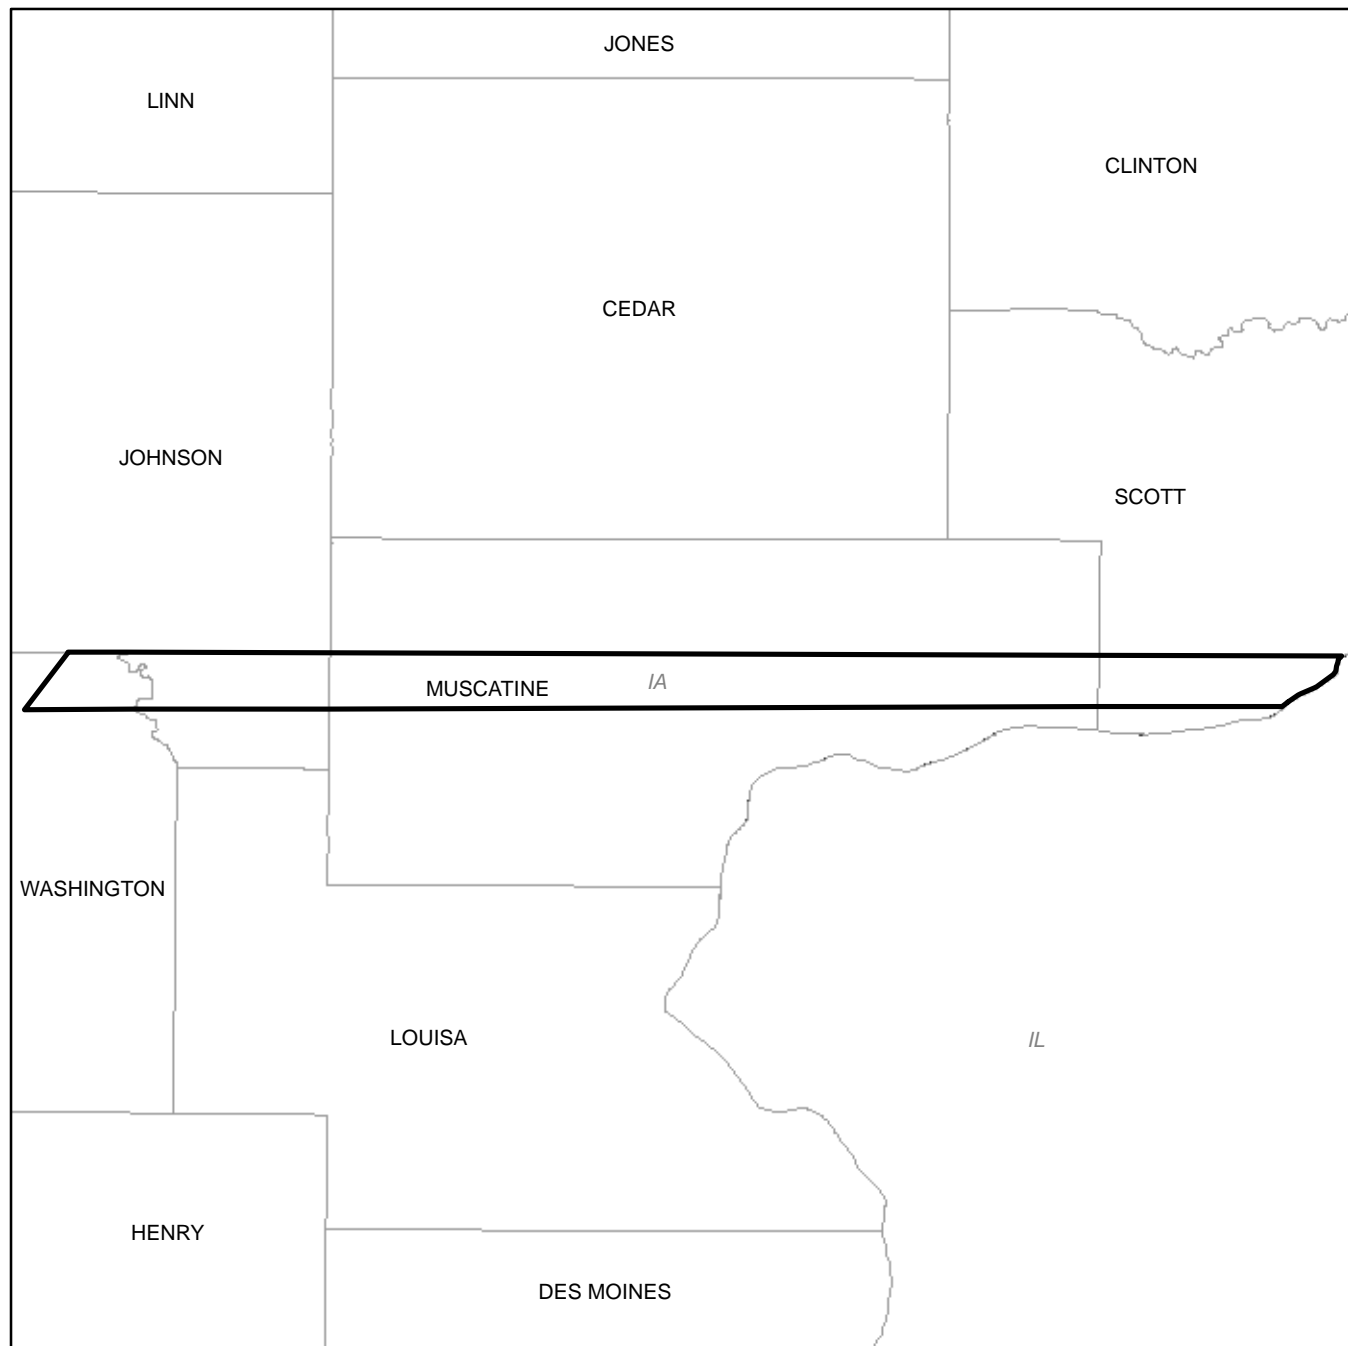 JONES
LINN
CLINTON
CEDAR
JOHNSON
SCOTT
IA
MUSCATINE
WASHINGTON
LOUISA
IL
HENRY
DES MOINES